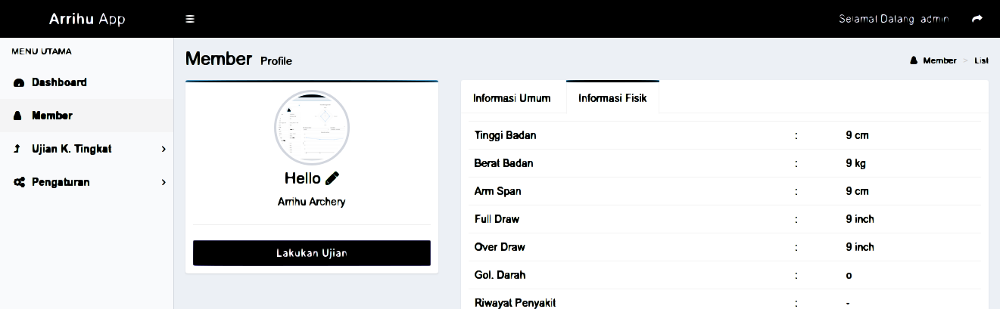 Arrihu App
Selamat Datang admin
MENU UTAMA
Dashboard
Member
Ujian K. Tingkat
Pengaturan
Member Profile
Member > List
Hello
Arrihu Archery
Lakukan Ujian
Informasi Umum
Informasi Fisik
Tinggi Badan : 9 cm
Berat Badan : 9 kg
Arm Span : 9 cm
Full Draw : 9 inch
Over Draw : 9 inch
Gol. Darah : o
Riwayat Penyakit : -